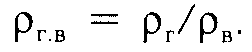 ρг.в = ρг/ρв.